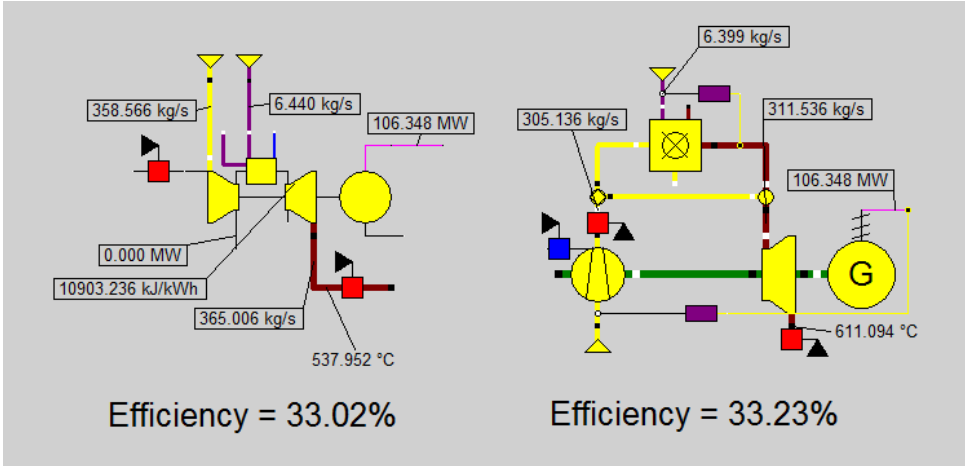 6.399 kg/s
358.566 kg/s
6.440 kg/s
106.348 MW
305.136 kg/s
311.536 kg/s
106.348 MW
0.000 MW
10903.236 kJ/kWh
365.006 kg/s
537.952 °C
G
611.094 °C
Efficiency = 33.02%
Efficiency = 33.23%